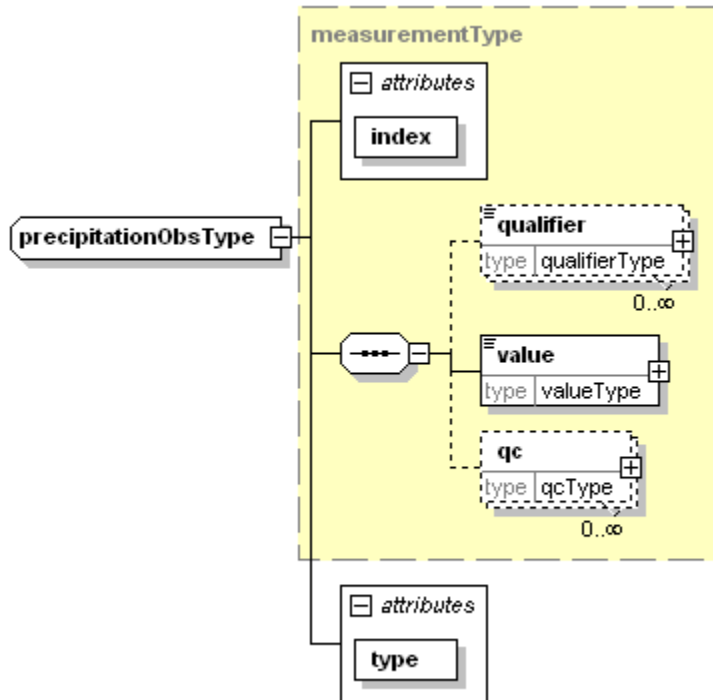 measurementType
attributes
index
precipitationObsType
qualifier
type qualifierType
0..∞
value
type valueType
qc
type qcType
0..∞
attributes
type